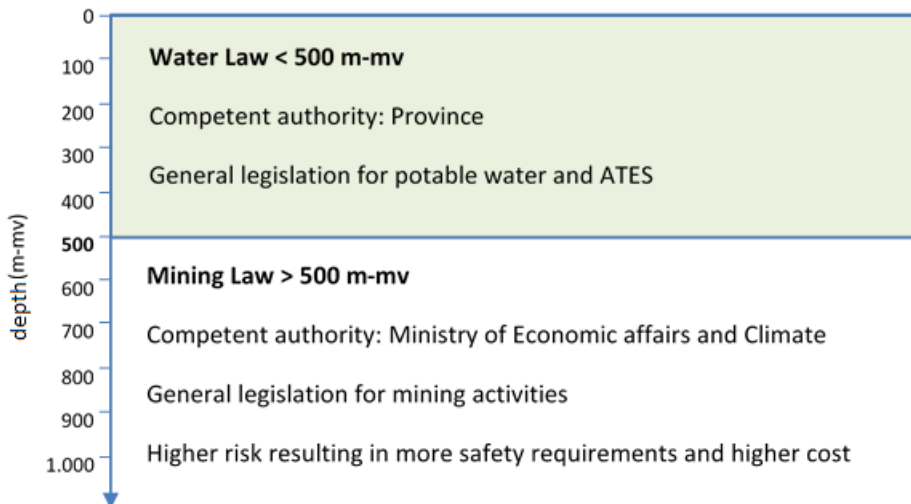 0
100
200
300
400
500
600
700
800
900
1.000
depth(m-mv)
Water Law < 500 m-mv
Competent authority: Province
General legislation for potable water and ATES
Mining Law > 500 m-mv
Competent authority: Ministry of Economic affairs and Climate
General legislation for mining activities
Higher risk resulting in more safety requirements and higher cost